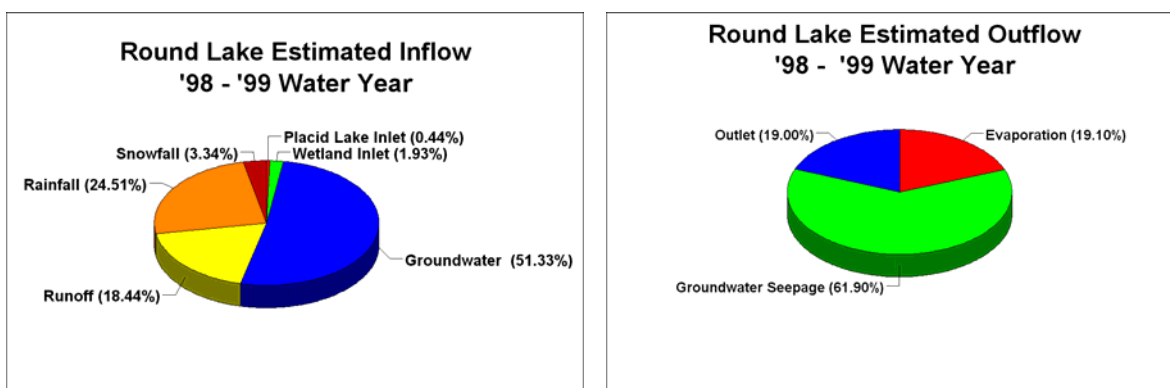 Round Lake Estimated Inflow
'98 - '99 Water Year
Placid Lake Inlet (0.44%)
Wetland Inlet (1.93%)
Snowfall (3.34%)
Rainfall (24.51%)
Groundwater (51.33%)
Runoff (18.44%)
Round Lake Estimated Outflow
'98 - '99 Water Year
Outlet (19.00%)
Evaporation (19.10%)
Groundwater Seepage (61.90%)